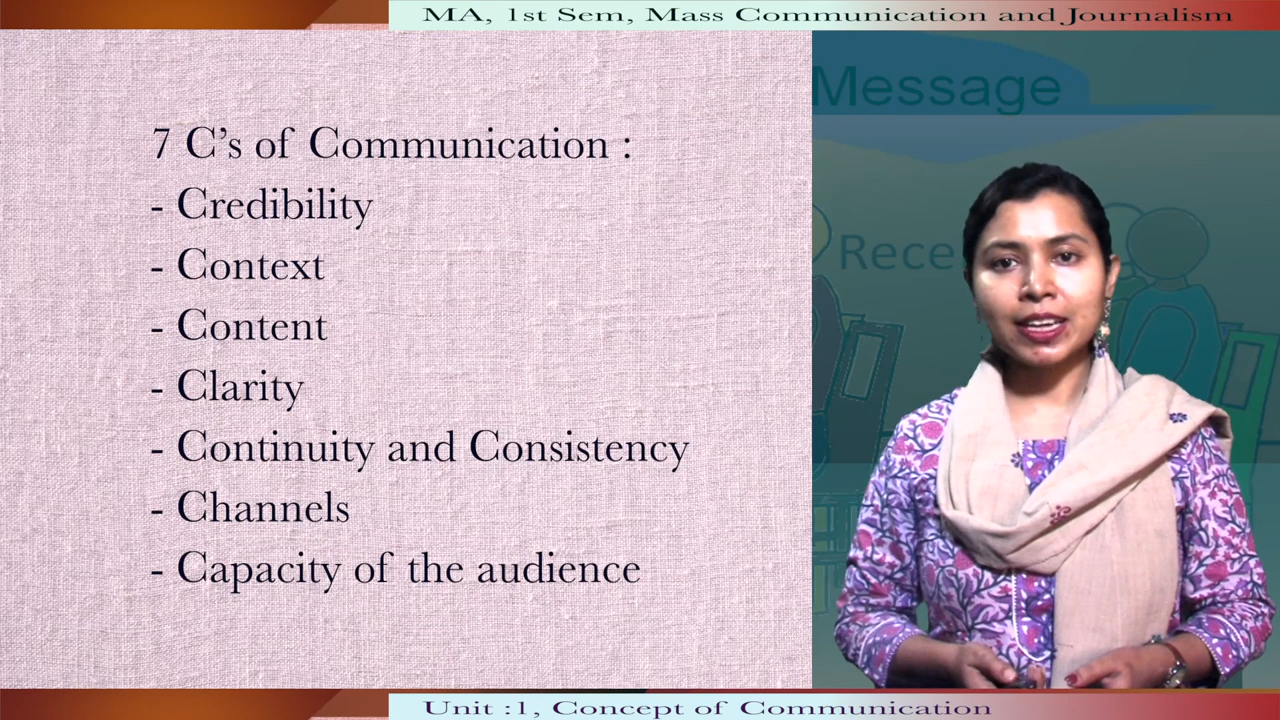 MA, 1st Sem, Mass Communication and Journalism
Message
7 C's of Communication :
- Credibility
Rece
- Context
- Content
- Clarity
- Continuity and Consistency
- Channels
- Capacity of the audience
Unit :1, Concept of Communication